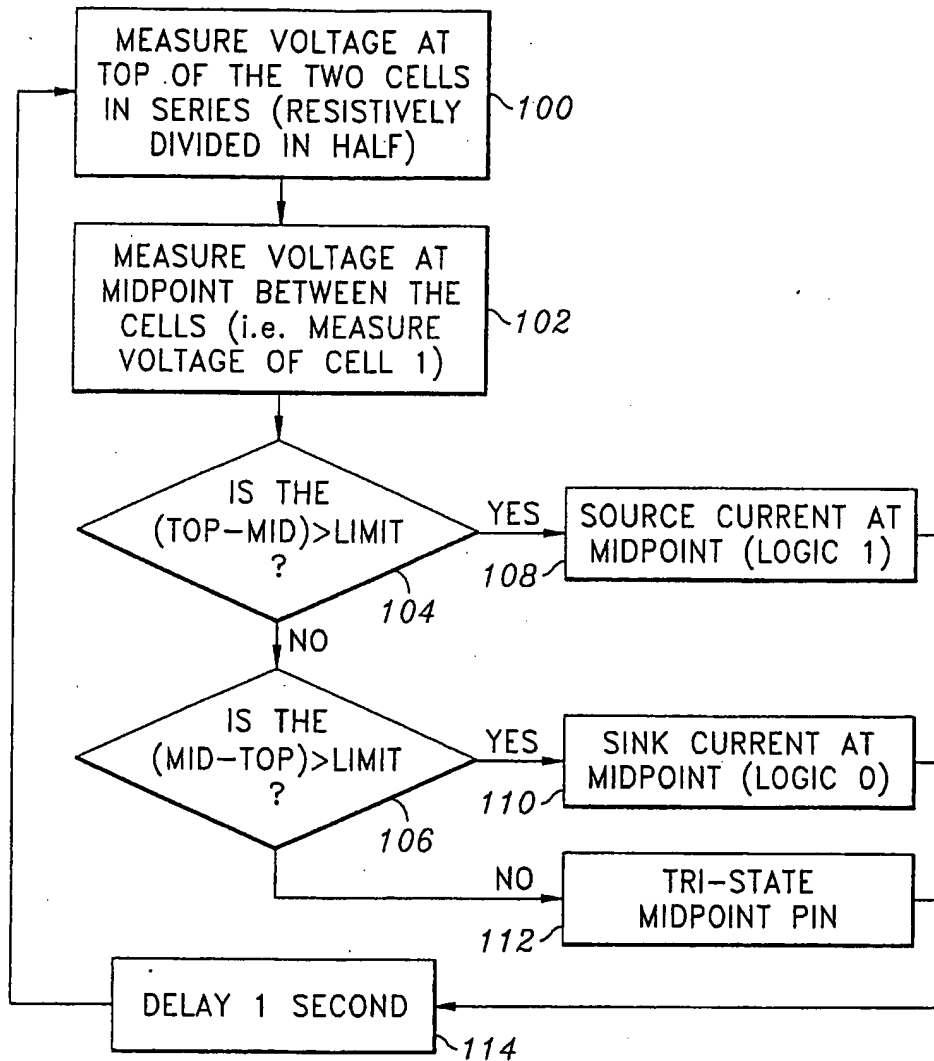 MEASURE VOLTAGE AT
TOP OF THE TWO CELLS
IN SERIES (RESISTIVELY
DIVIDED IN HALF)
100
MEASURE VOLTAGE AT
MIDPOINT BETWEEN THE
CELLS (i.e. MEASURE
VOLTAGE OF CELL 1)
102
IS THE
(TOP-MID)>LIMIT
?
104
YES
SOURCE CURRENT AT
MIDPOINT (LOGIC 1)
108
NO
IS THE
(MID-TOP)>LIMIT
?
106
YES
SINK CURRENT AT
MIDPOINT (LOGIC 0)
110
NO
TRI-STATE
MIDPOINT PIN
112
DELAY 1 SECOND
114